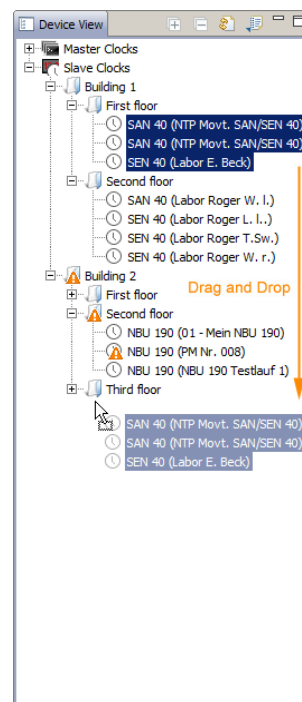 Device View
Master Clocks
Slave Clocks
Building 1
First floor
SAN 40 (NTP Movt. SAN/SEN 40)
SAN 40 (NTP Movt. SAN/SEN 40)
SEN 40 (Labor E. Beck)
Second floor
SAN 40 (Labor Roger W. l.)
SEN 40 (Labor Roger L. l..)
SEN 40 (Labor Roger T.Sw.)
SEN 40 (Labor Roger W. r.)
Building 2
First floor
Drag and Drop
Second floor
NBU 190 (01 - Mein NBU 190)
NBU 190 (PM Nr. 008)
NBU 190 (NBU 190 Testlauf 1)
Third floor
SAN 40 (NTP Movt. SAN/SEN 40)
SAN 40 (NTP Movt. SAN/SEN 40)
SEN 40 (Labor E. Beck)